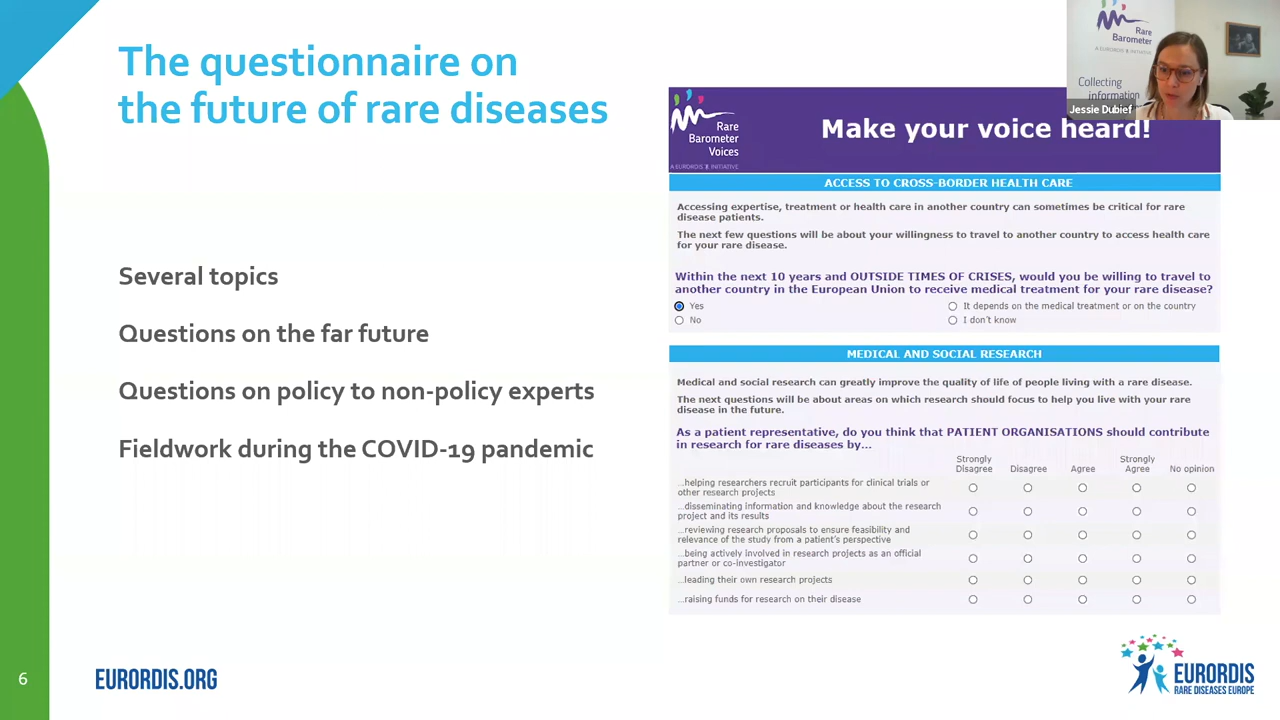 The questionnaire on
the future of rare diseases
Several topics
Questions on the far future
Questions on policy to non-policy experts
Fieldwork during the COVID-19 pandemic
6
EURORDIS.ORG
Rare
Barometer
A EURORDIS INITIATIVE
Collecting
information
Jessie Dubief
Rare
Barometer
Voices
A EURORDIS INITIATIVE
Make your voice heard!
ACCESS TO CROSS-BORDER HEALTH CARE
Accessing expertise, treatment or health care in another country can sometimes be critical for rare
disease patients.
The next few questions will be about your willingness to travel to another country to access health care
for your rare disease.
Within the next 10 years and OUTSIDE TIMES OF CRISES, would you be willing to travel to
another country in the European Union to receive medical treatment for your rare disease?
Yes
It depends on the medical treatment or on the country
No
I don't know
MEDICAL AND SOCIAL RESEARCH
Medical and social research can greatly improve the quality of life of people living with a rare disease.
The next questions will be about areas on which research should focus to help you live with your rare
disease in the future.
As a patient representative, do you think that PATIENT ORGANISATIONS should contribute
in research for rare diseases by...
Strongly
Disagree
Disagree
Agree
Strongly
Agree
No opinion
...helping researchers recruit participants for clinical trials or
other research projects
...disseminating information and knowledge about the research
project and its results
...reviewing research proposals to ensure feasibility and
relevance of the study from a patient's perspective
...being actively involved in research projects as an official
partner or co-investigator
...leading their own research projects
...raising funds for research on their disease
EURORDIS
RARE DISEASES EUROPE